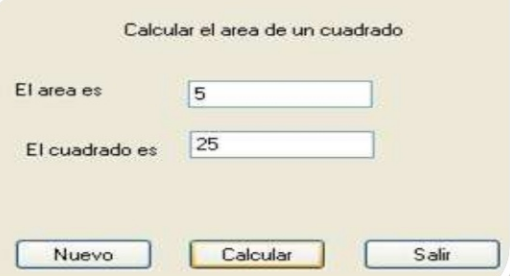 Calcular el area de un cuadrado
El area es 5
El cuadrado es 25
Nuevo Calcular Salir